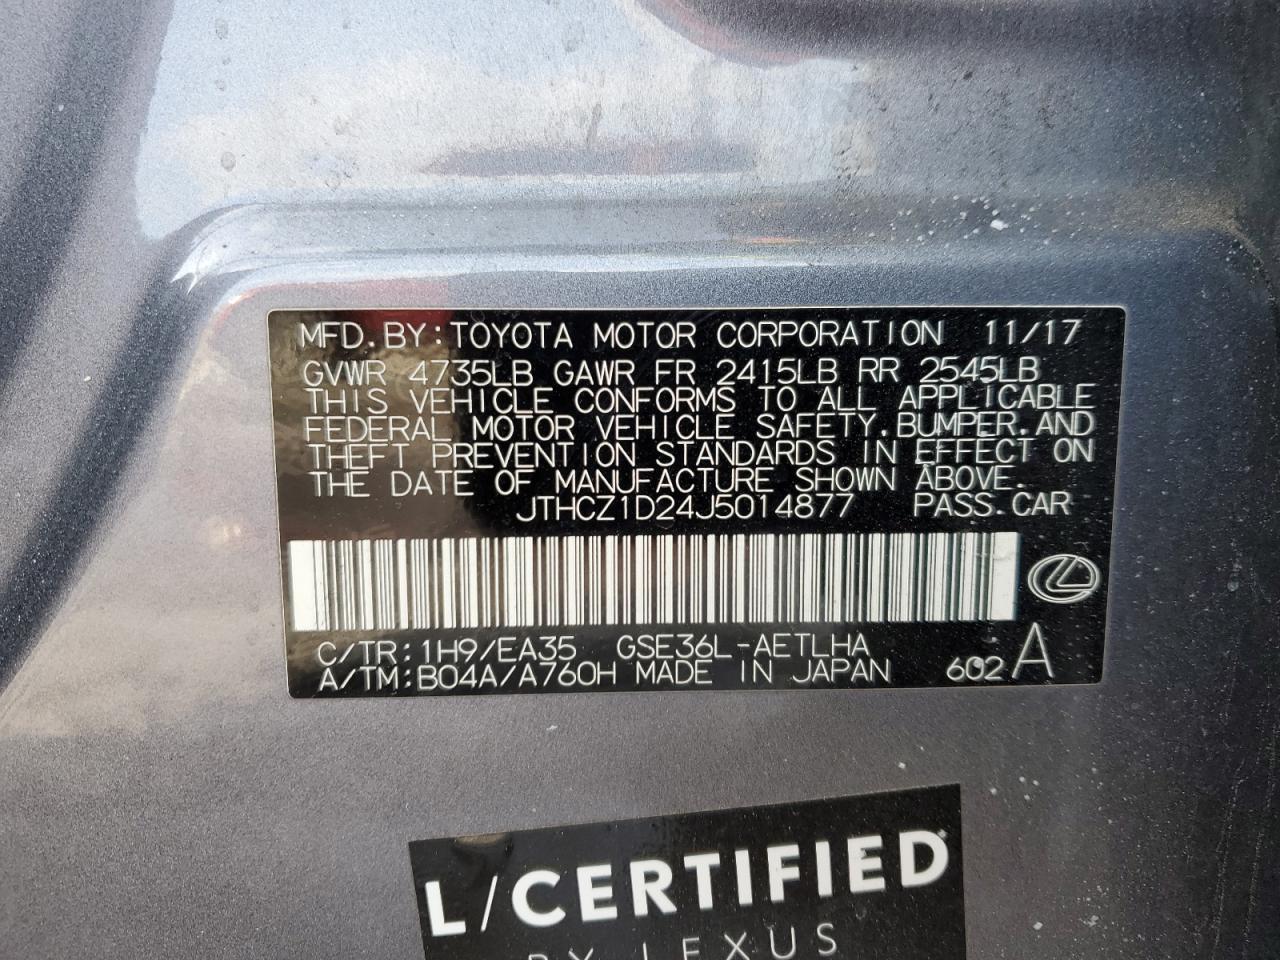 MFD.BY:TOYOTA MOTOR CORPORATION 11/17
GVWR 4735LB GAWR FR 2415LB RR 2545LB
THIS VEHICLE CONFORMS TO ALL APPLICABLE
FEDERAL MOTOR VEHICLE SAFETY,BUMPER,AND
THEFT PREVENTION STANDARDS IN EFFECT ON
THE DATE OF MANUFACTURE SHOWN ABOVE.
JTHCZ1D24J5014877 PASS.CAR
C/TR:1H9/EA35 GSE36L-AETLHA
A/TM:B04A/A760H MADE IN JAPAN 602 A
L/CERTIFIED
BY LEXUS